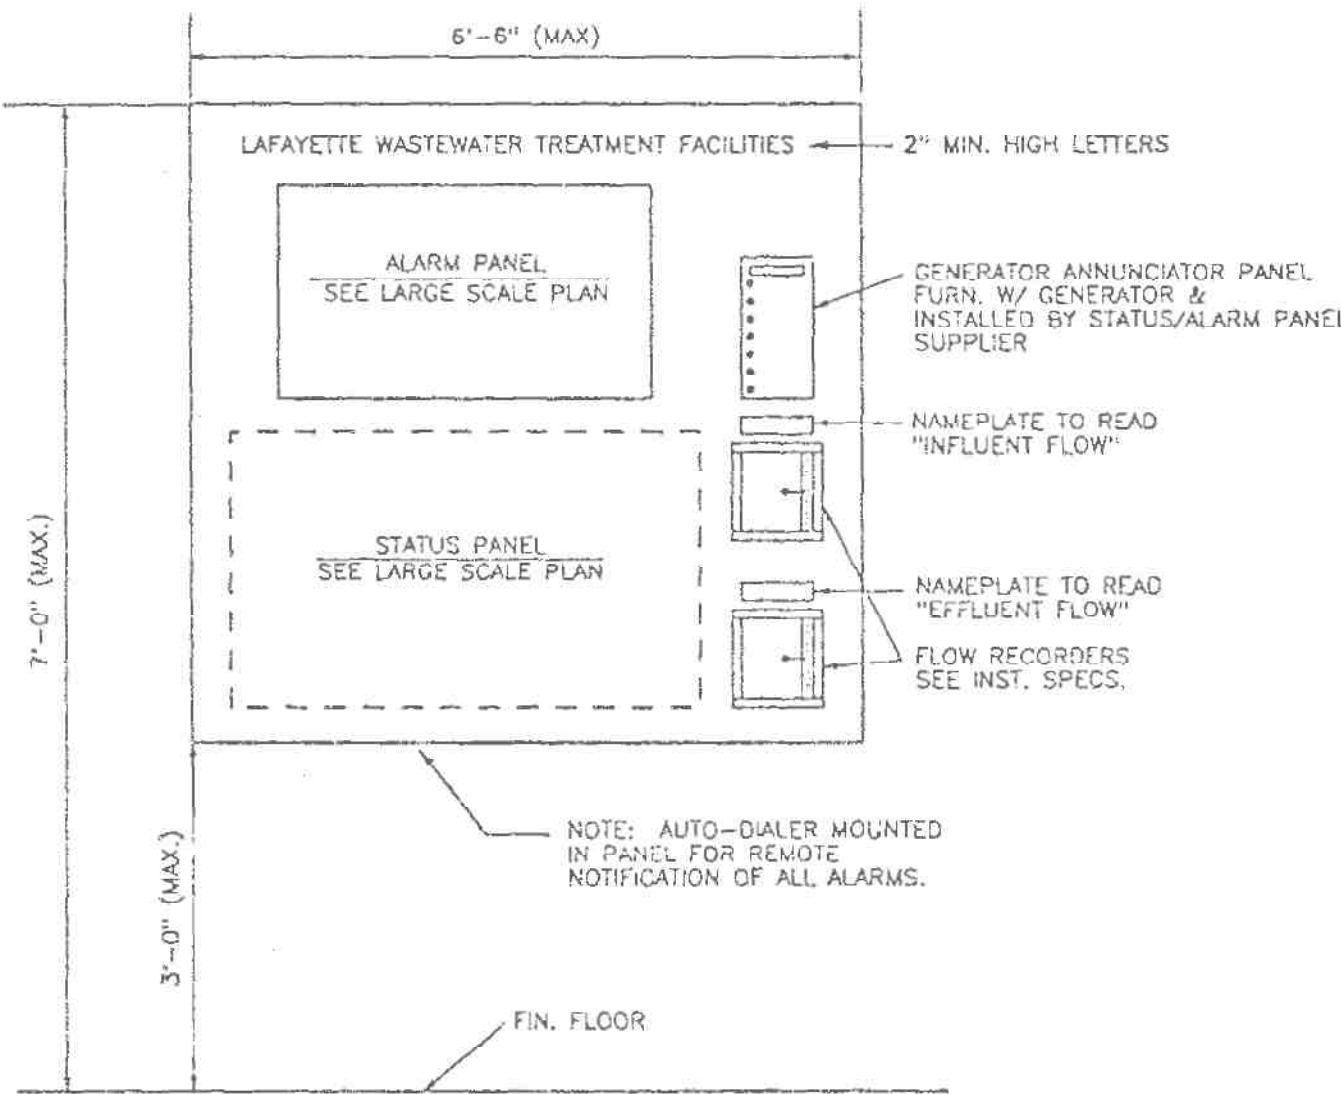 6'-6" (MAX)
LAFAYETTE WASTEWATER TREATMENT FACILITIES
2" MIN. HIGH LETTERS
ALARM PANEL
SEE LARGE SCALE PLAN
GENERATOR ANNUNCIATOR PANEL
FURN. W/ GENERATOR &
INSTALLED BY STATUS/ALARM PANEL
SUPPLIER
NAMEPLATE TO READ
"INFLUENT FLOW"
7'-0" (MAX.)
STATUS PANEL
SEE LARGE SCALE PLAN
NAMEPLATE TO READ
"EFFLUENT FLOW"
FLOW RECORDERS
SEE INST. SPECS.
3'-0" (MAX.)
NOTE: AUTO-DIALER MOUNTED
IN PANEL FOR REMOTE
NOTIFICATION OF ALL ALARMS.
FIN. FLOOR